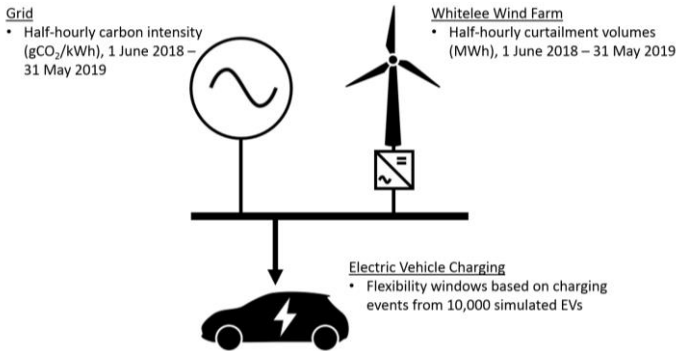 Grid
• Half-hourly carbon intensity
(gCO₂/kWh), 1 June 2018 –
31 May 2019
Whitelee Wind Farm
• Half-hourly curtailment volumes
(MWh), 1 June 2018 – 31 May 2019
Electric Vehicle Charging
• Flexibility windows based on charging
events from 10,000 simulated EVs